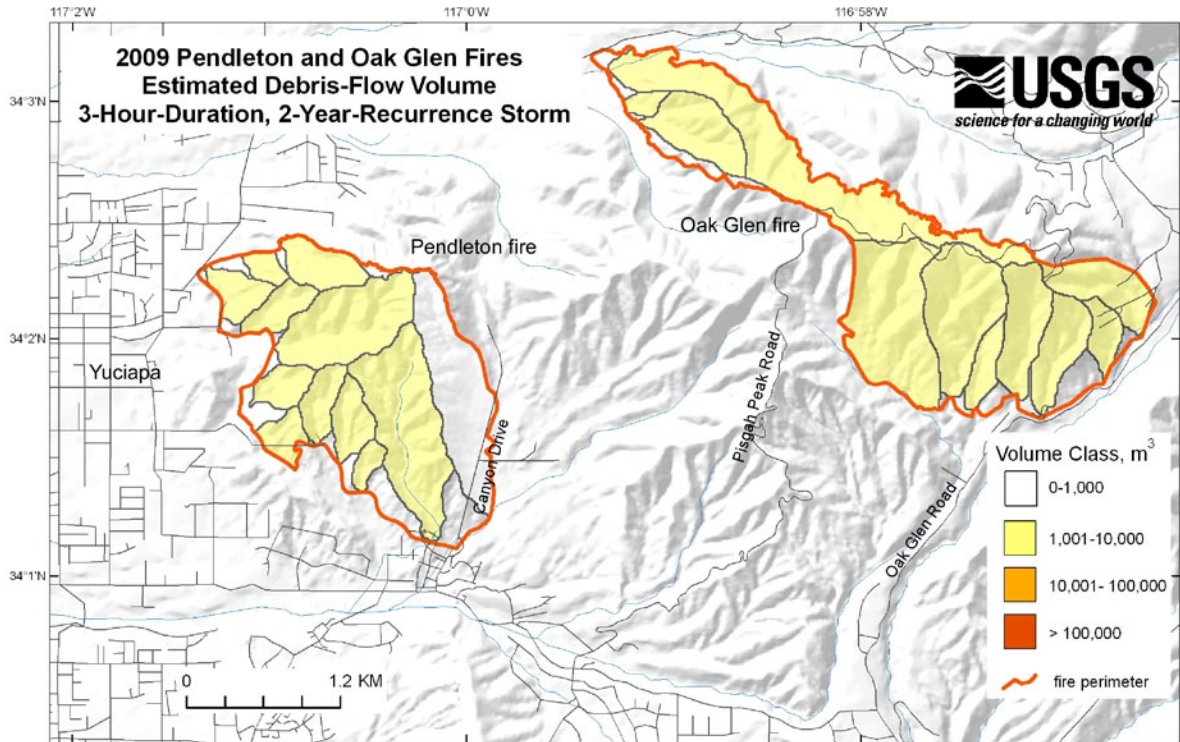 117°2'W
117°0'W
116°58'W
2009 Pendleton and Oak Glen Fires
Estimated Debris-Flow Volume
3-Hour-Duration, 2-Year-Recurrence Storm
USGS
science for a changing world
34°3'N
Oak Glen fire
Pendleton fire
34°2'N
Yuciapa
Pisgah Peak Road
Canyon Drive
Oak Glen Road
34°1'N
Volume Class, m³
0-1,000
1,001-10,000
10,001- 100,000
> 100,000
fire perimeter
0 1.2 KM